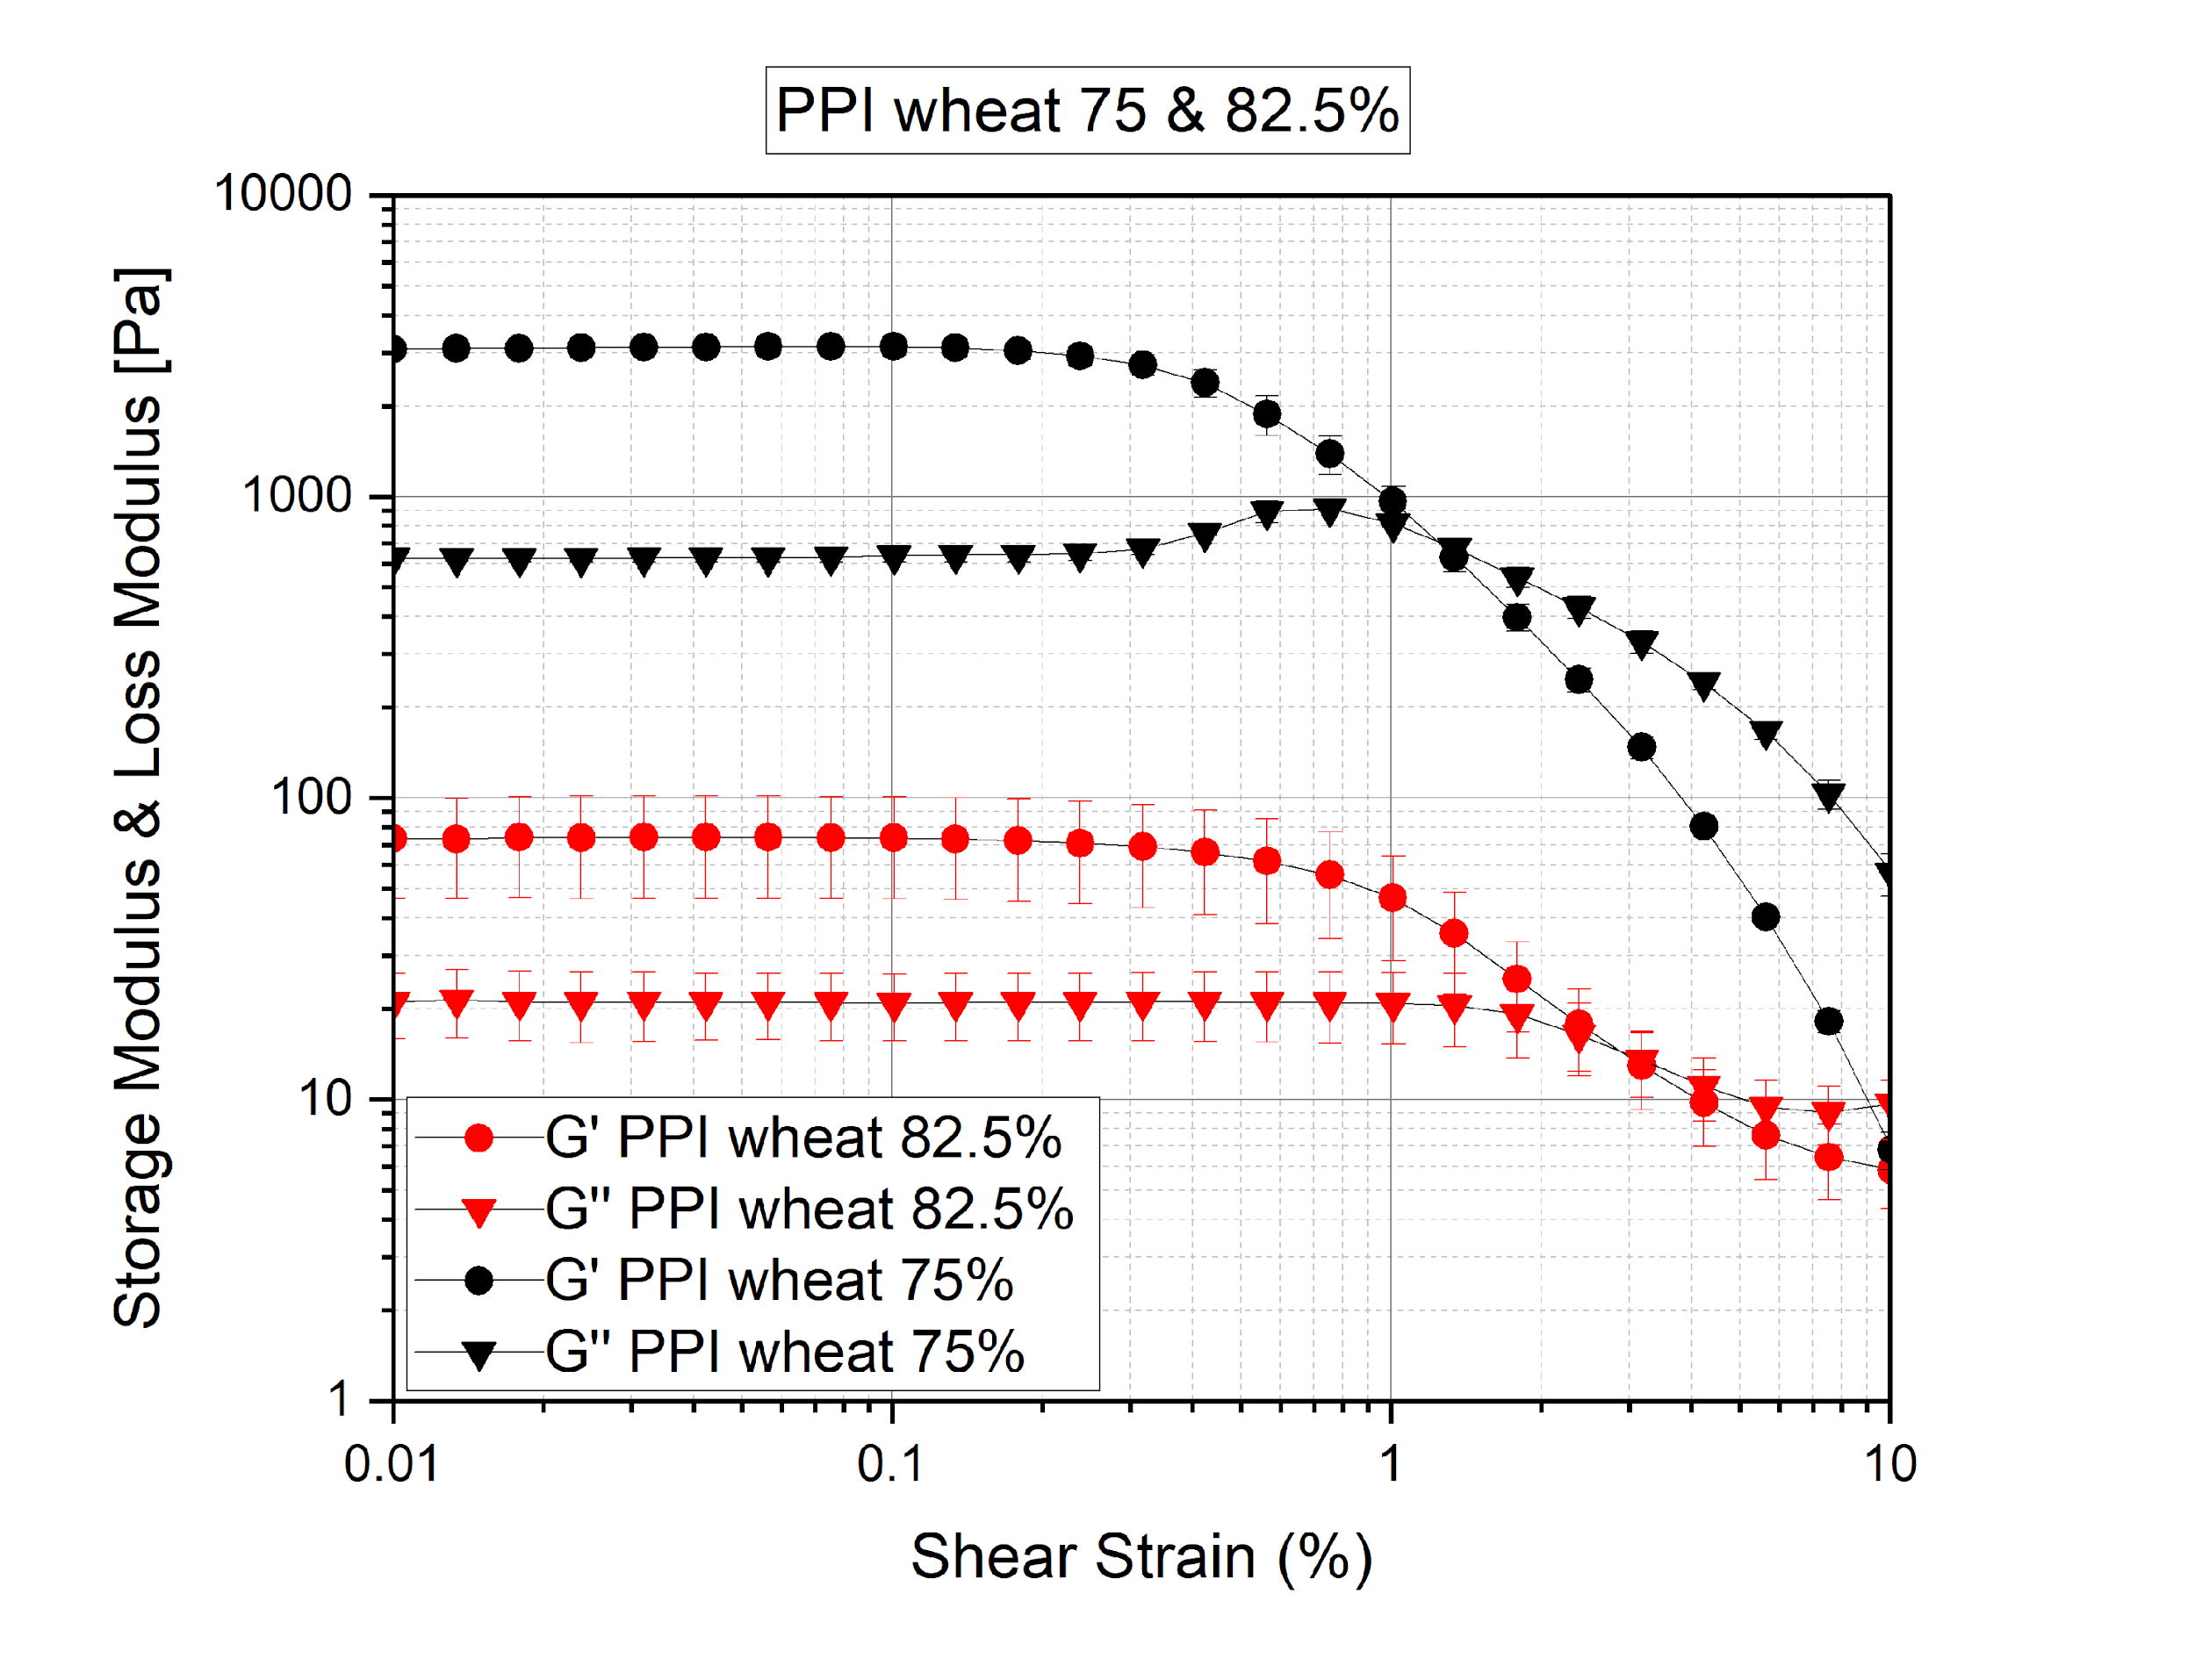 PPI wheat 75 & 82.5%
Storage Modulus & Loss Modulus [Pa]
10000
1000
100
10
1
G' PPI wheat 82.5%
G" PPI wheat 82.5%
G' PPI wheat 75%
G" PPI wheat 75%
0.01 0.1 1 10
Shear Strain (%)